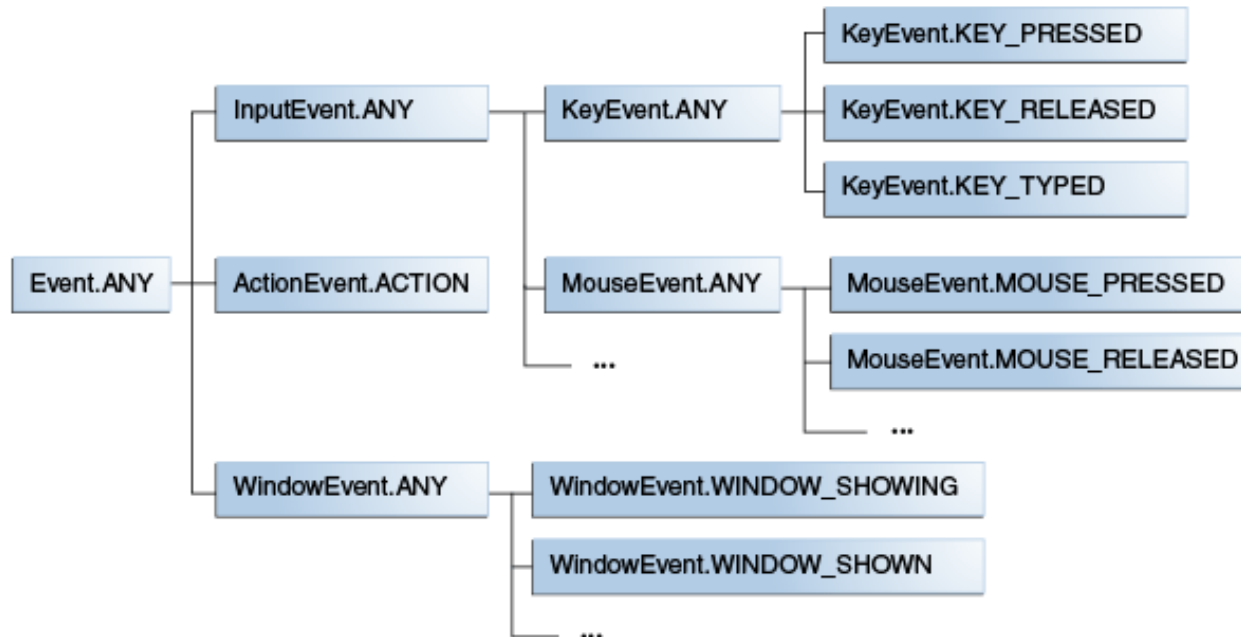 KeyEvent.KEY_PRESSED
InputEvent.ANY
KeyEvent.ANY
KeyEvent.KEY_RELEASED
KeyEvent.KEY_TYPED
Event.ANY
ActionEvent.ACTION
MouseEvent.ANY
MouseEvent.MOUSE_PRESSED
...
MouseEvent.MOUSE_RELEASED
...
WindowEvent.ANY
WindowEvent.WINDOW_SHOWING
WindowEvent.WINDOW_SHOWN
...